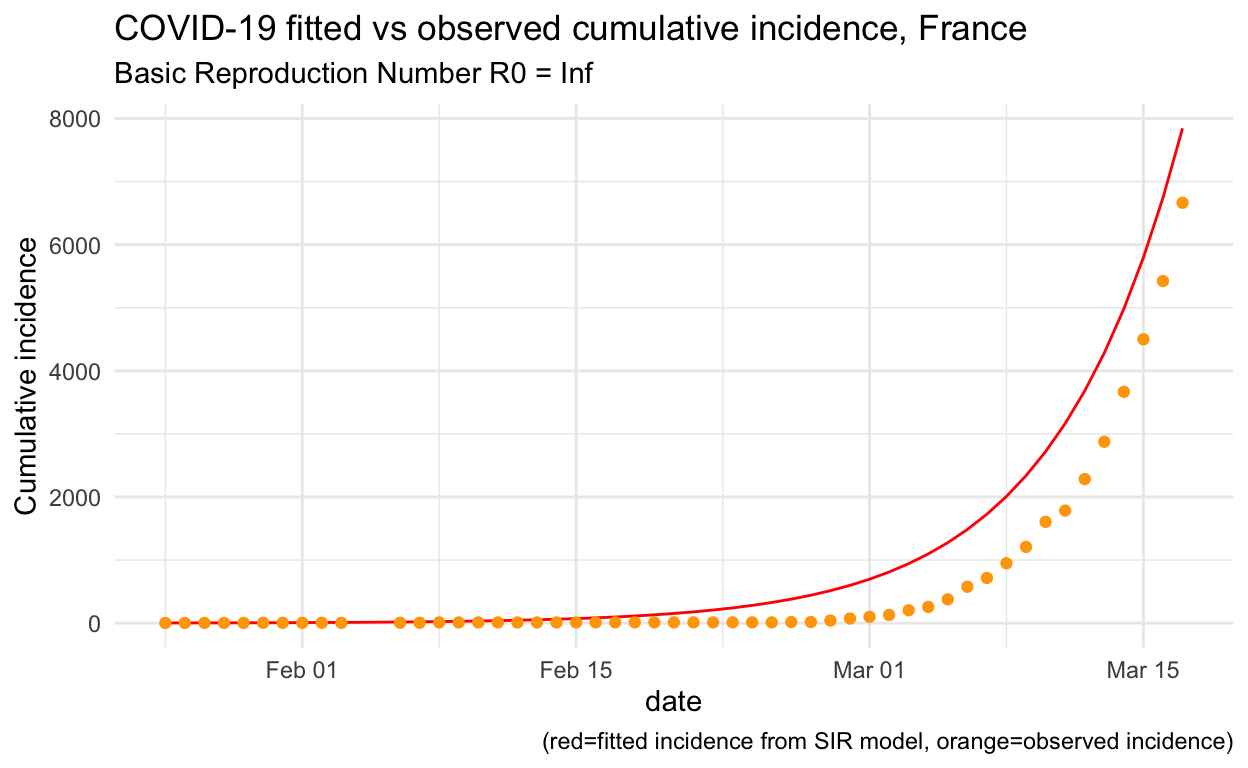 COVID-19 fitted vs observed cumulative incidence, France
Basic Reproduction Number R0 = Inf
Cumulative incidence
8000
6000
4000
2000
0
Feb 01
Feb 15
Mar 01
Mar 15
date
(red=fitted incidence from SIR model, orange=observed incidence)